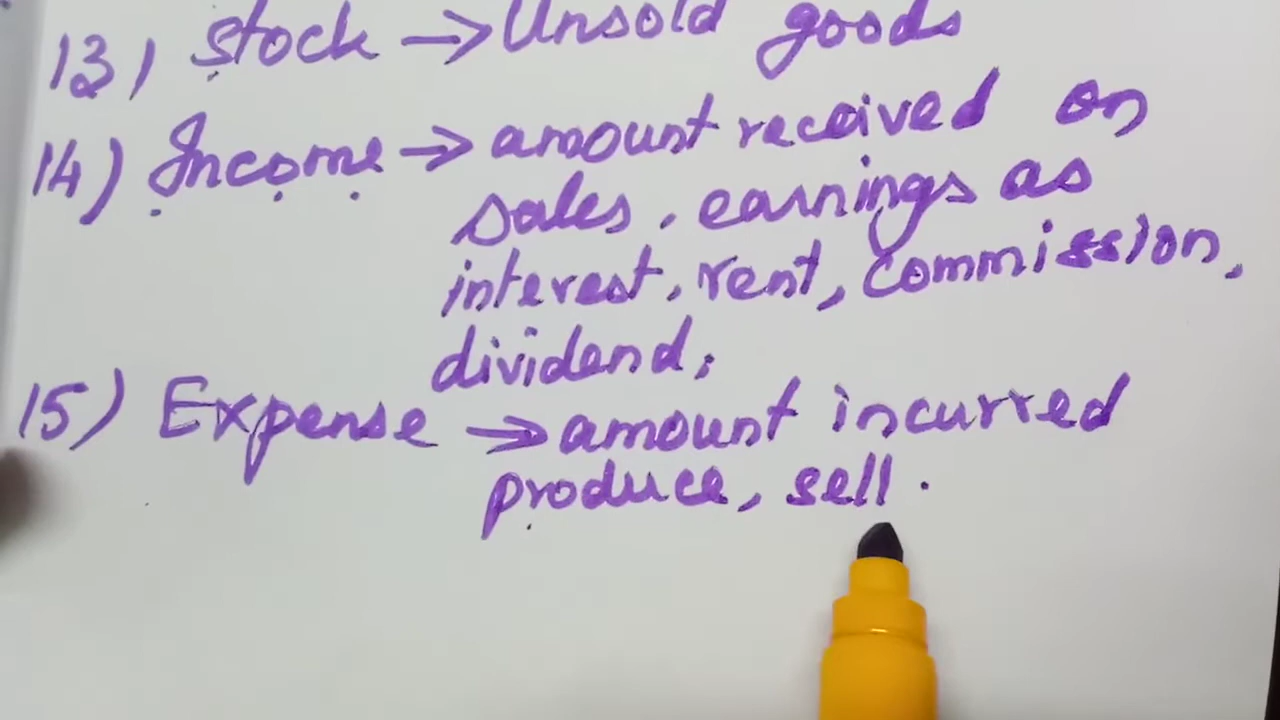 13) Stock → Unsold goods
14) Income → amount received on
sales, earnings as
interest, rent, commission,
dividend,
15) Expense → amount incurred
produce, sell.